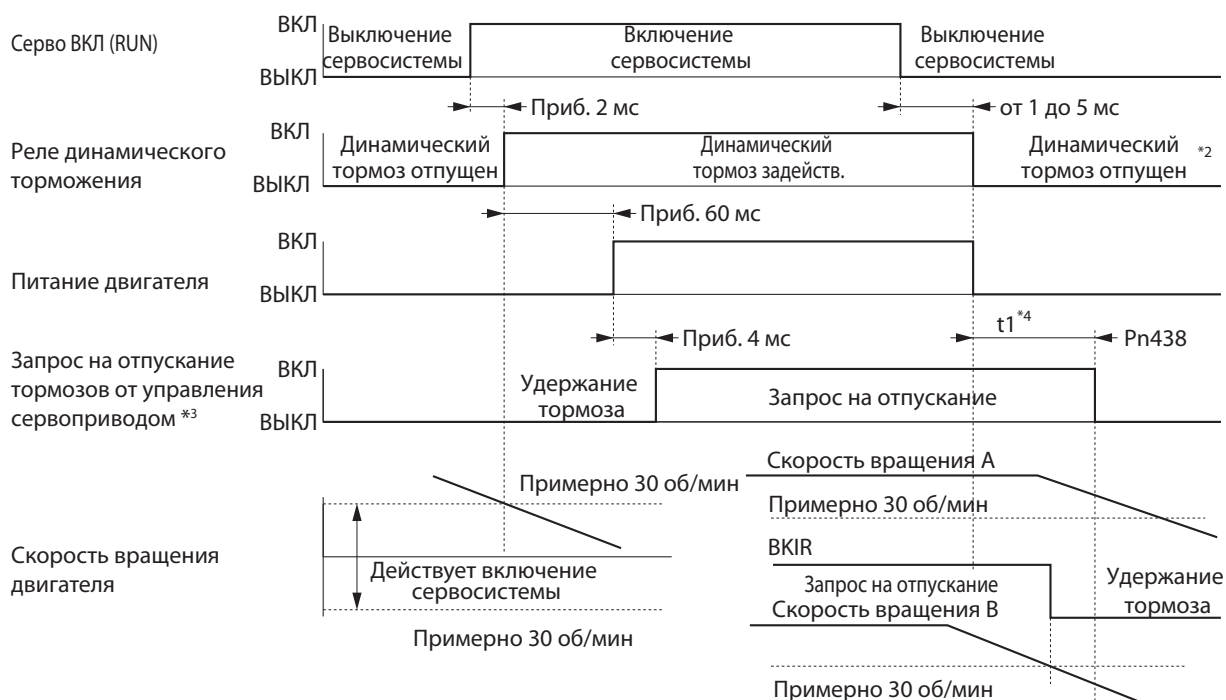 Серво ВКЛ (RUN)
ВКЛ
ВЫКЛ
Выключение
сервосистемы
Включение
сервосистемы
Выключение
сервосистемы
Приб. 2 мс
от 1 до 5 мс
Реле динамического
торможения
ВКЛ
ВЫКЛ
Динамический
тормоз отпущен
Динамический
тормоз задейств.
Динамический
тормоз отпущен *2
Приб. 60 мс
Питание двигателя
ВКЛ
ВЫКЛ
t1*4
Приб. 4 мс
Pn438
Запрос на отпускание
тормозов от управления
сервоприводом *3
ВКЛ
ВЫКЛ
Удержание
тормоза
Запрос на отпускание
Скорость вращения
двигателя
Примерно 30 об/мин
Действует включение
сервосистемы
Примерно 30 об/мин
Скорость вращения A
Примерно 30 об/мин
BKIR
Запрос на отпускание
Удержание
тормоза
Скорость вращения B
Примерно 30 об/мин